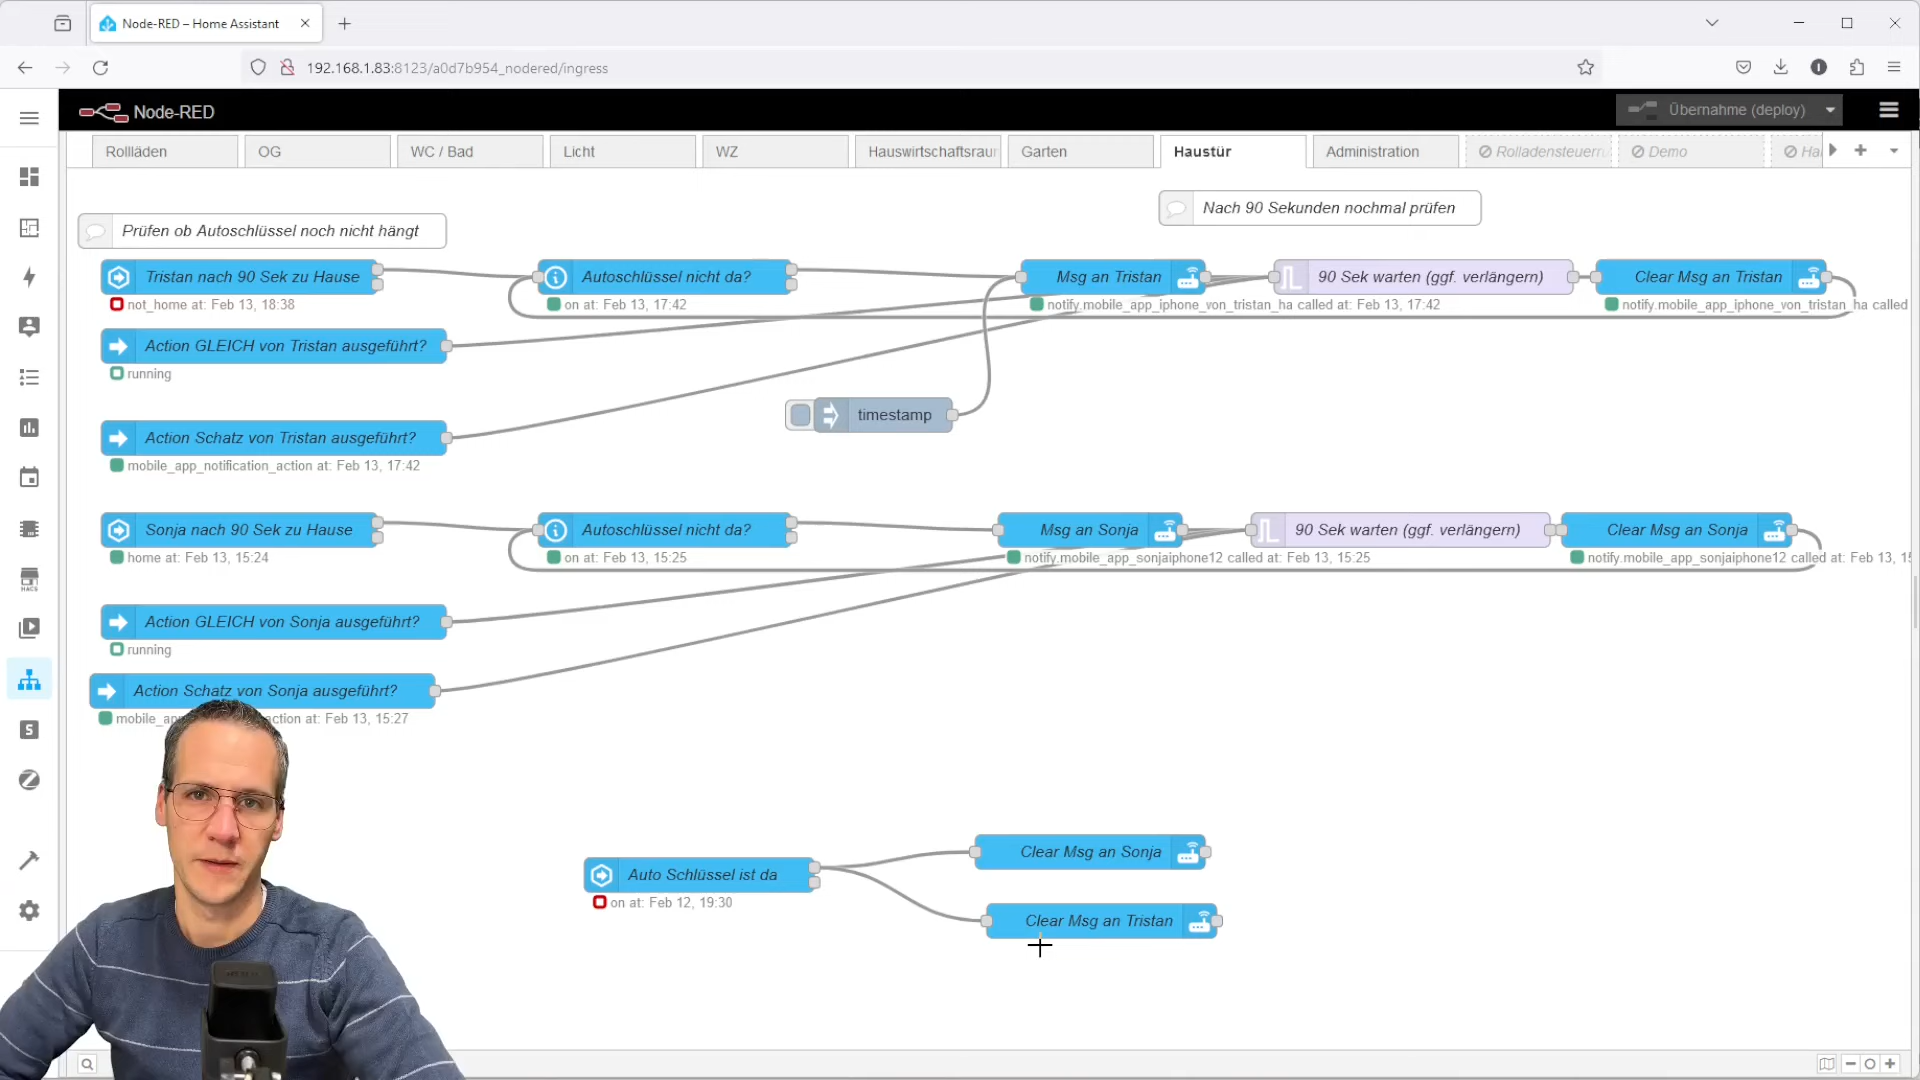 Node-RED – Home Assistant
192.168.1.83:8123/a0d7b954_nodered/ingress
Node-RED
Übernahme (deploy)
Rollläden
OG
WC / Bad
Licht
WZ
Hauswirtschaftsraur
Garten
Haustür
Administration
Rolladensteuerru
Demo
Hau
Nach 90 Sekunden nochmal prüfen
Prüfen ob Autoschlüssel noch nicht hängt
Tristan nach 90 Sek zu Hause
Autoschlüssel nicht da?
Msg an Tristan
90 Sek warten (ggf. verlängern)
Clear Msg an Tristan
not_home at: Feb 13, 18:38
on at: Feb 13, 17:42
notify.mobile_app_iphone_von_tristan_ha called at: Feb 13, 17:42
notify.mobile_app_iphone_von_tristan_ha called
Action GLEICH von Tristan ausgeführt?
running
timestamp
Action Schatz von Tristan ausgeführt?
mobile_app_notification_action at: Feb 13, 17:42
Sonja nach 90 Sek zu Hause
Autoschlüssel nicht da?
Msg an Sonja
90 Sek warten (ggf. verlängern)
Clear Msg an Sonja
home at: Feb 13, 15:24
on at: Feb 13, 15:25
notify.mobile_app_sonjaiphone12 called at: Feb 13, 15:25
notify.mobile_app_sonjaiphone12 called at: Feb 13, 15
Action GLEICH von Sonja ausgeführt?
running
Action Schatz von Sonja ausgeführt?
mobile_ap action at: Feb 13, 15:27
Clear Msg an Sonja
Auto Schlüssel ist da
on at: Feb 12, 19:30
Clear Msg an Tristan
HACS